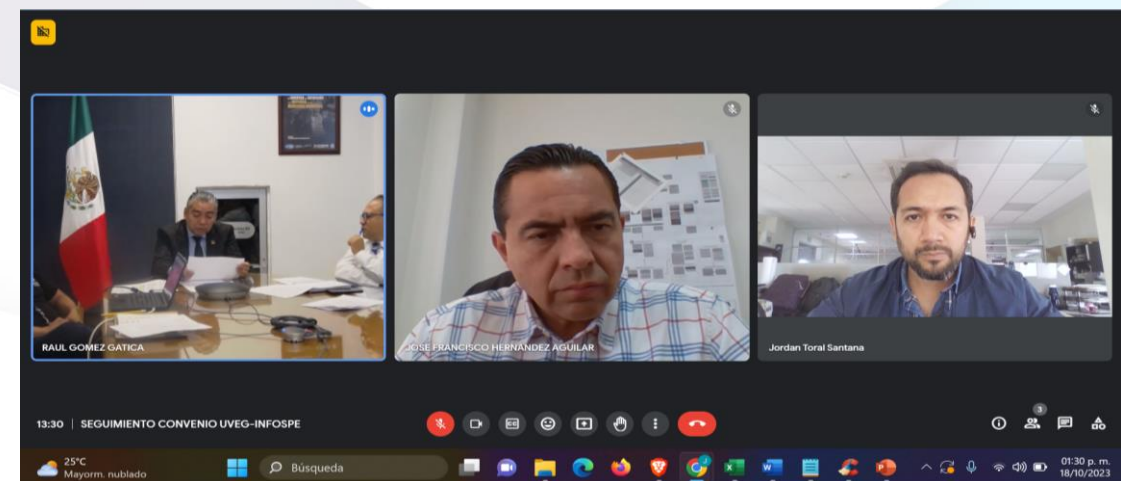 RAUL GOMEZ GATICA
JOSE FRANCISCO HERNANDEZ AGUILAR
Jordan Toral Santana
13:30 | SEGUIMIENTO CONVENIO UVEG-INFOSPE
3
25°C
Mayorm. nublado
Búsqueda
01:30 p. m.
18/10/2023